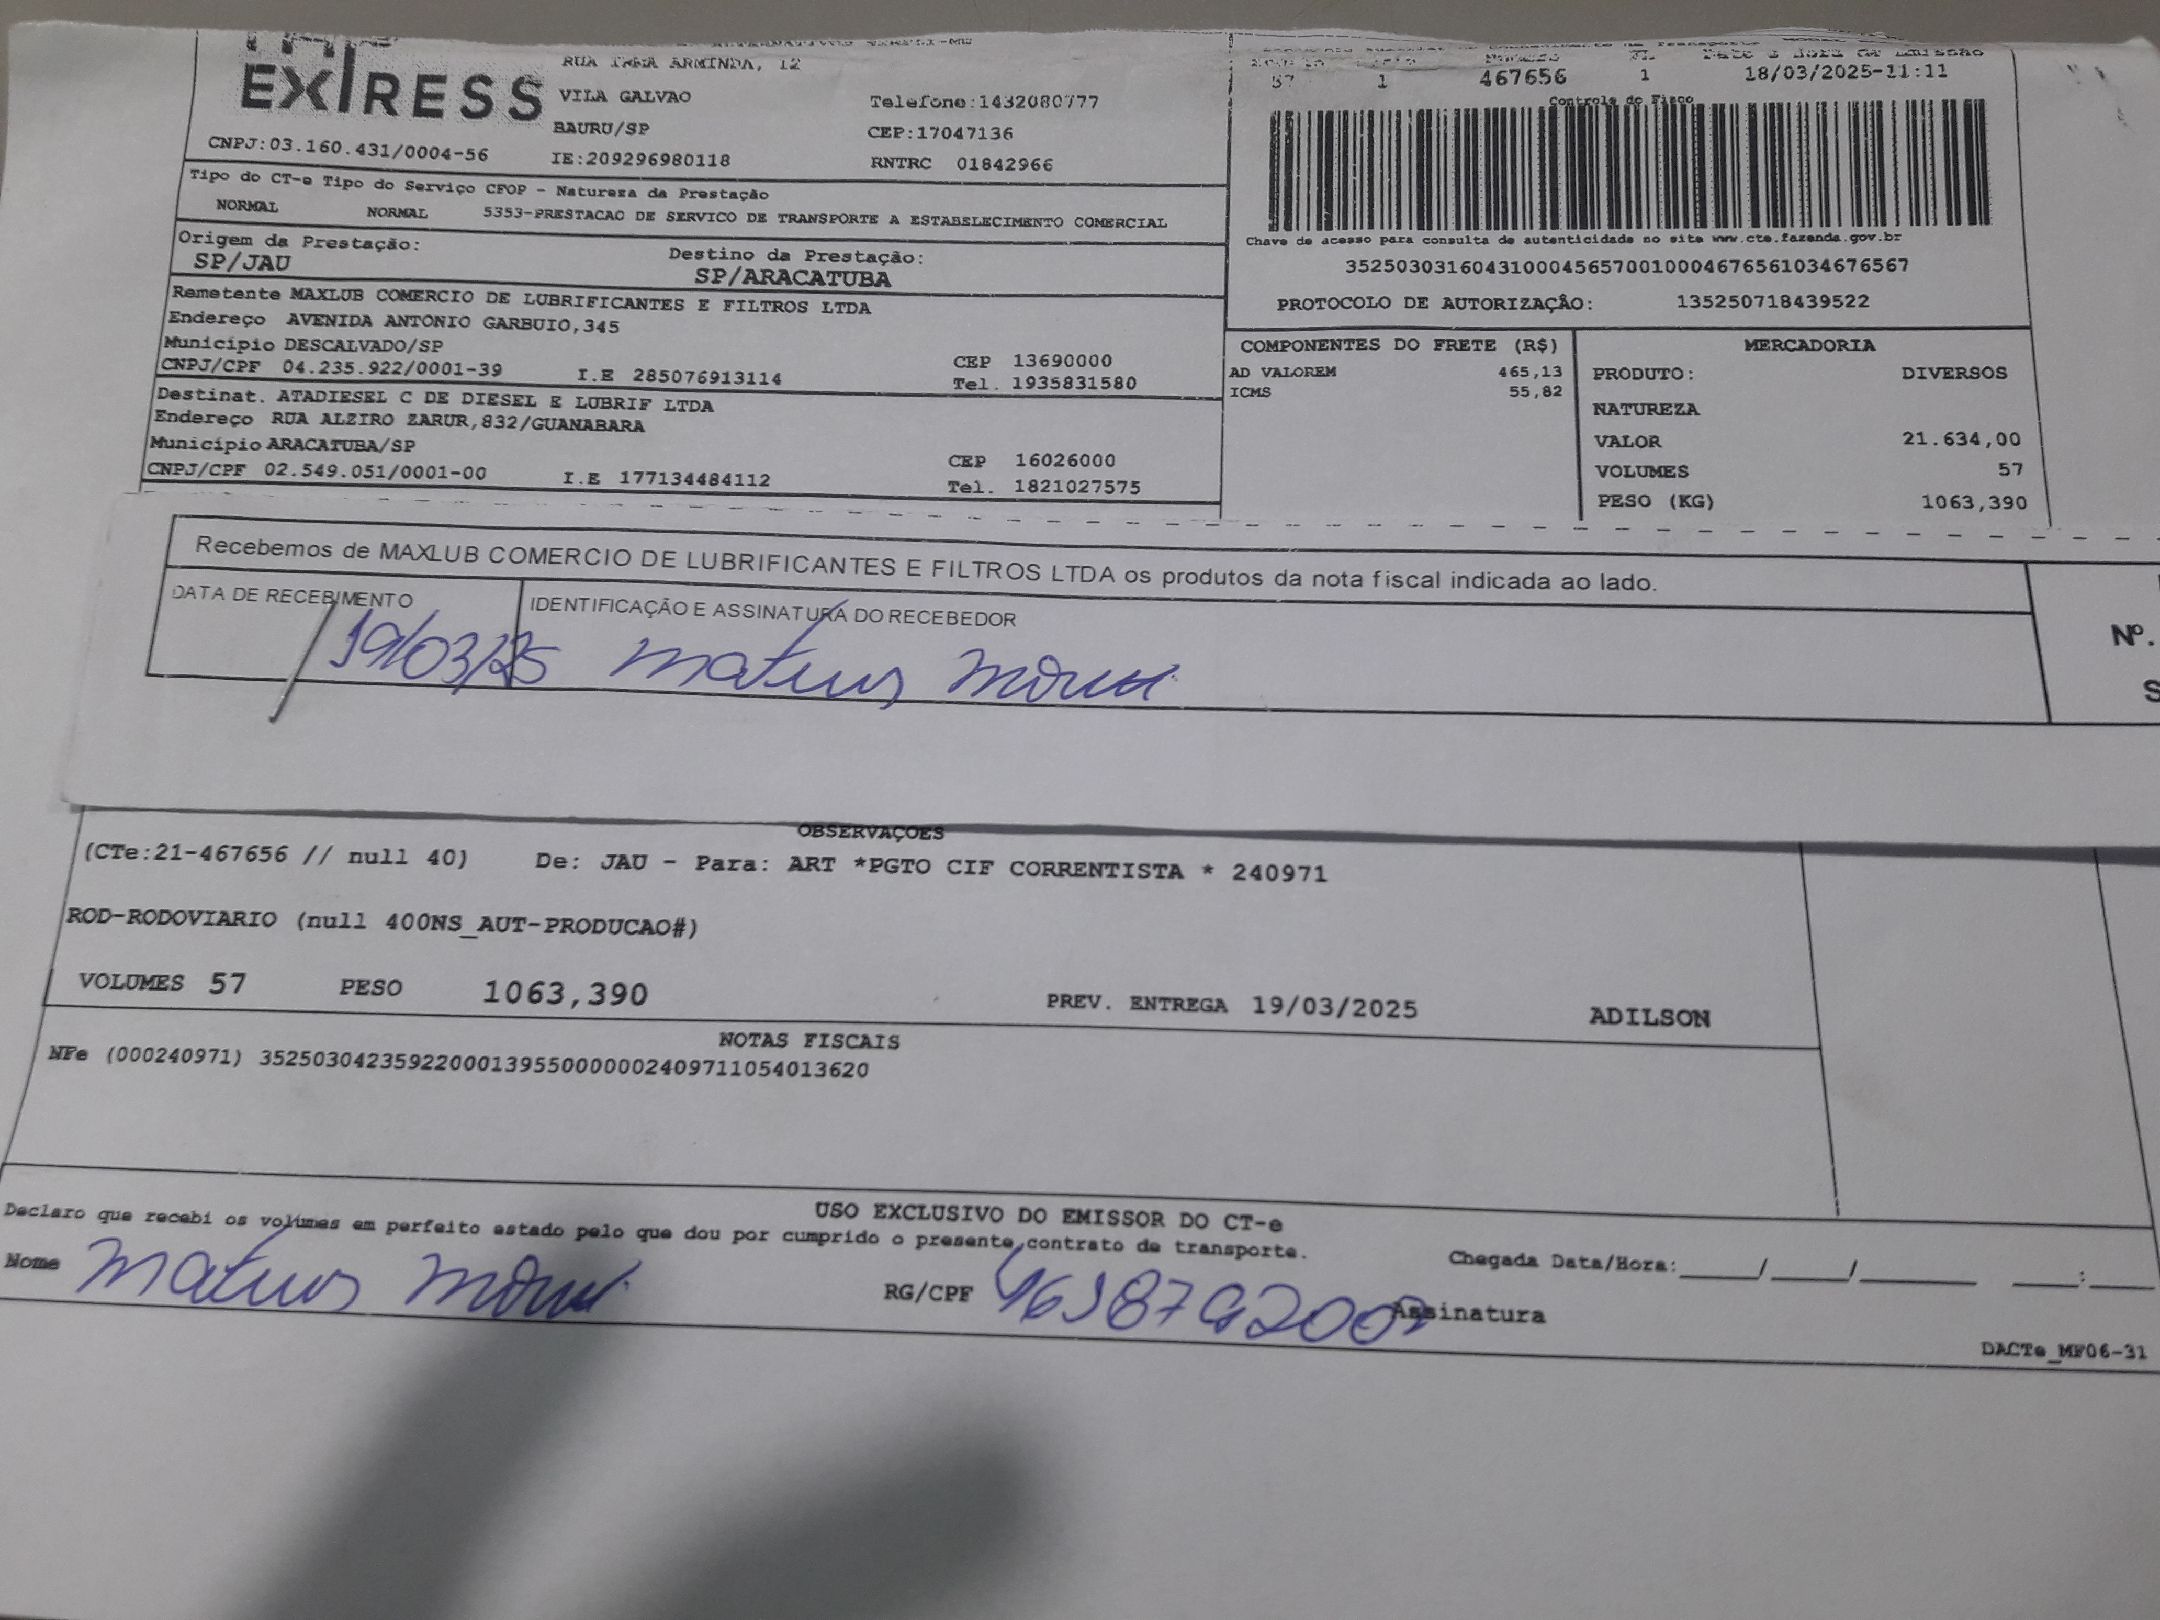 EXPRESS
RUA IRMA ARMINDA, 12
VILA GALVAO
Telefone:1432080777
BAURU/SP
CEP:17047136
CNPJ:03.160.431/0004-56
IE:209296980118
RNTRC 01842966
57 1 467656 1 18/03/2025-11:11
Controle do Fisco
Tipo do CT-e Tipo do Serviço CFOP - Natureza da Prestação
NORMAL NORMAL 5353-PRESTACAO DE SERVICO DE TRANSPORTE A ESTABELECIMENTO COMERCIAL
Origem da Prestação:
SP/JAU
Destino da Prestação:
SP/ARACATUBA
Chave de acesso para consulta de autenticidade no site www.cte.fazenda.gov.br
35250303160431000456570010004676561034676567
PROTOCOLO DE AUTORIZAÇÃO: 135250718439522
Remetente MAXLUB COMERCIO DE LUBRIFICANTES E FILTROS LTDA
Endereço AVENIDA ANTONIO GARBUIO,345
Município DESCALVADO/SP
CEP 13690000
CNPJ/CPF 04.235.922/0001-39 I.E 285076913114 Tel. 1935831580
Destinat. ATADIESEL C DE DIESEL E LUBRIF LTDA
Endereço RUA ALZIRO ZARUR,832/GUANABARA
Município ARACATUBA/SP
CEP 16026000
CNPJ/CPF 02.549.051/0001-00 I.E 177134484112 Tel. 1821027575
COMPONENTES DO FRETE (R$)
AD VALOREM 465,13
ICMS 55,82
MERCADORIA
PRODUTO: DIVERSOS
NATUREZA
VALOR 21.634,00
VOLUMES 57
PESO (KG) 1063,390
Recebemos de MAXLUB COMERCIO DE LUBRIFICANTES E FILTROS LTDA os produtos da nota fiscal indicada ao lado.
DATA DE RECEBIMENTO
IDENTIFICAÇÃO E ASSINATURA DO RECEBEDOR
19/03/25 Mateus
Nº.
OBSERVAÇOES
(CTe:21-467656 // null 40) De: JAU - Para: ART *PGTO CIF CORRENTISTA * 240971
ROD-RODOVIARIO (null 400NS_AUT-PRODUCAO#)
VOLUMES 57 PESO 1063,390 PREV. ENTREGA 19/03/2025 ADILSON
NOTAS FISCAIS
NFe (000240971) 35250304235922000139550000002409711054013620
USO EXCLUSIVO DO EMISSOR DO CT-e
Declaro que recebi os volumes em perfeito estado pelo que dou por cumprido o presente contrato de transporte.
Nome Mateus
RG/CPF
Chegada Data/Hora:____/____/______ ___:___
Assinatura
DACTe_MF06-31